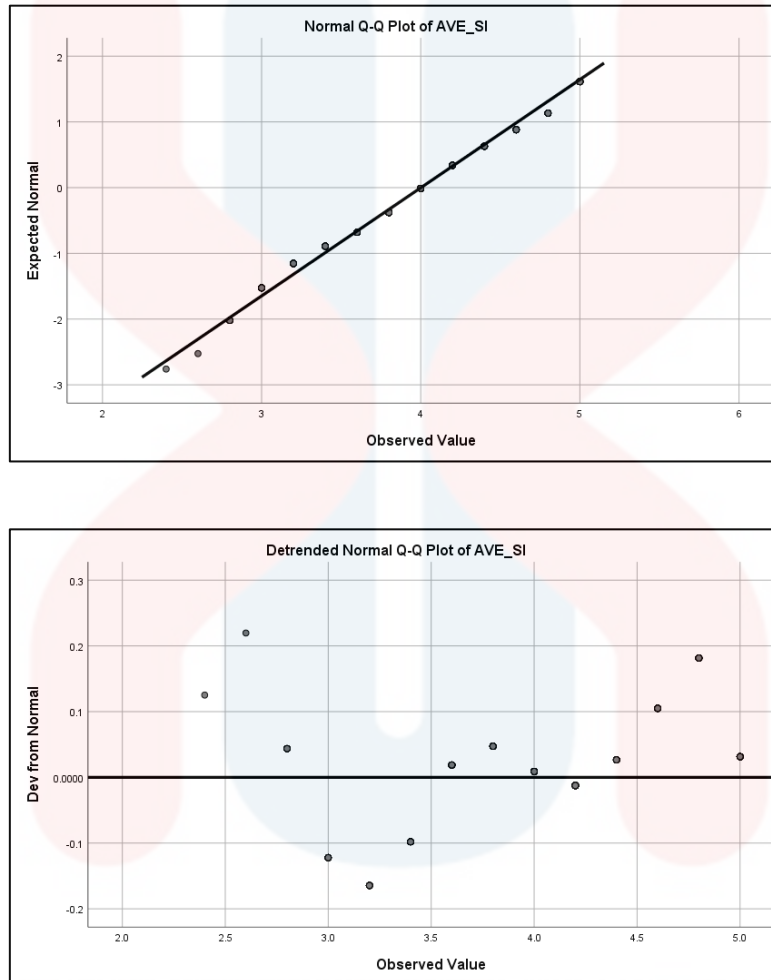 Normal Q-Q Plot of AVE_SI
2
1
0
-1
-2
-3
Expected Normal
2 3 4 5 6
Observed Value
Detrended Normal Q-Q Plot of AVE_SI
0.3
0.2
0.1
0.0000
-0.1
-0.2
Dev from Normal
2.0 2.5 3.0 3.5 4.0 4.5 5.0
Observed Value